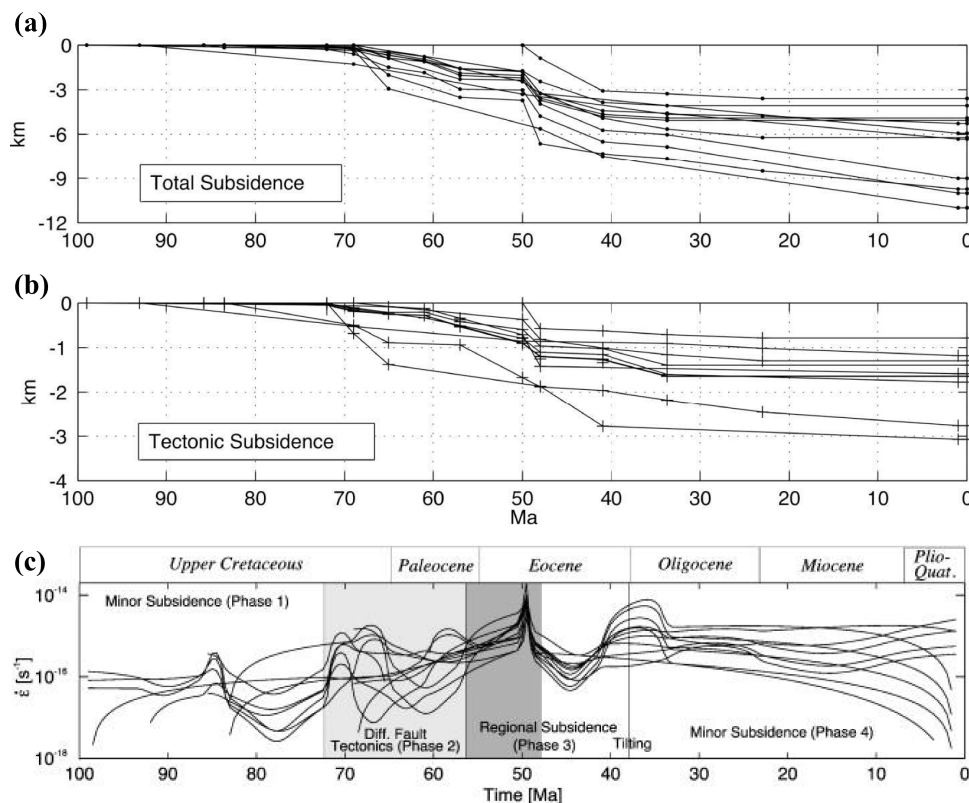 (a)
0
-3
-6
-9
-12
km
Total Subsidence
100 90 80 70 60 50 40 30 20 10 0
(b)
0
-1
-2
-3
-4
km
Tectonic Subsidence
100 90 80 70 60 50 40 30 20 10 0
Ma
(c)
Upper Cretaceous Paleocene Eocene Oligocene Miocene Plio-
Quat.
10⁻¹⁴
10⁻¹⁶
10⁻¹⁸
ε̇ [s⁻¹]
Minor Subsidence (Phase 1)
Diff. Fault
Tectonics (Phase 2)
Regional Subsidence
(Phase 3)
Tilting
Minor Subsidence (Phase 4)
100 90 80 70 60 50 40 30 20 10 0
Time [Ma]